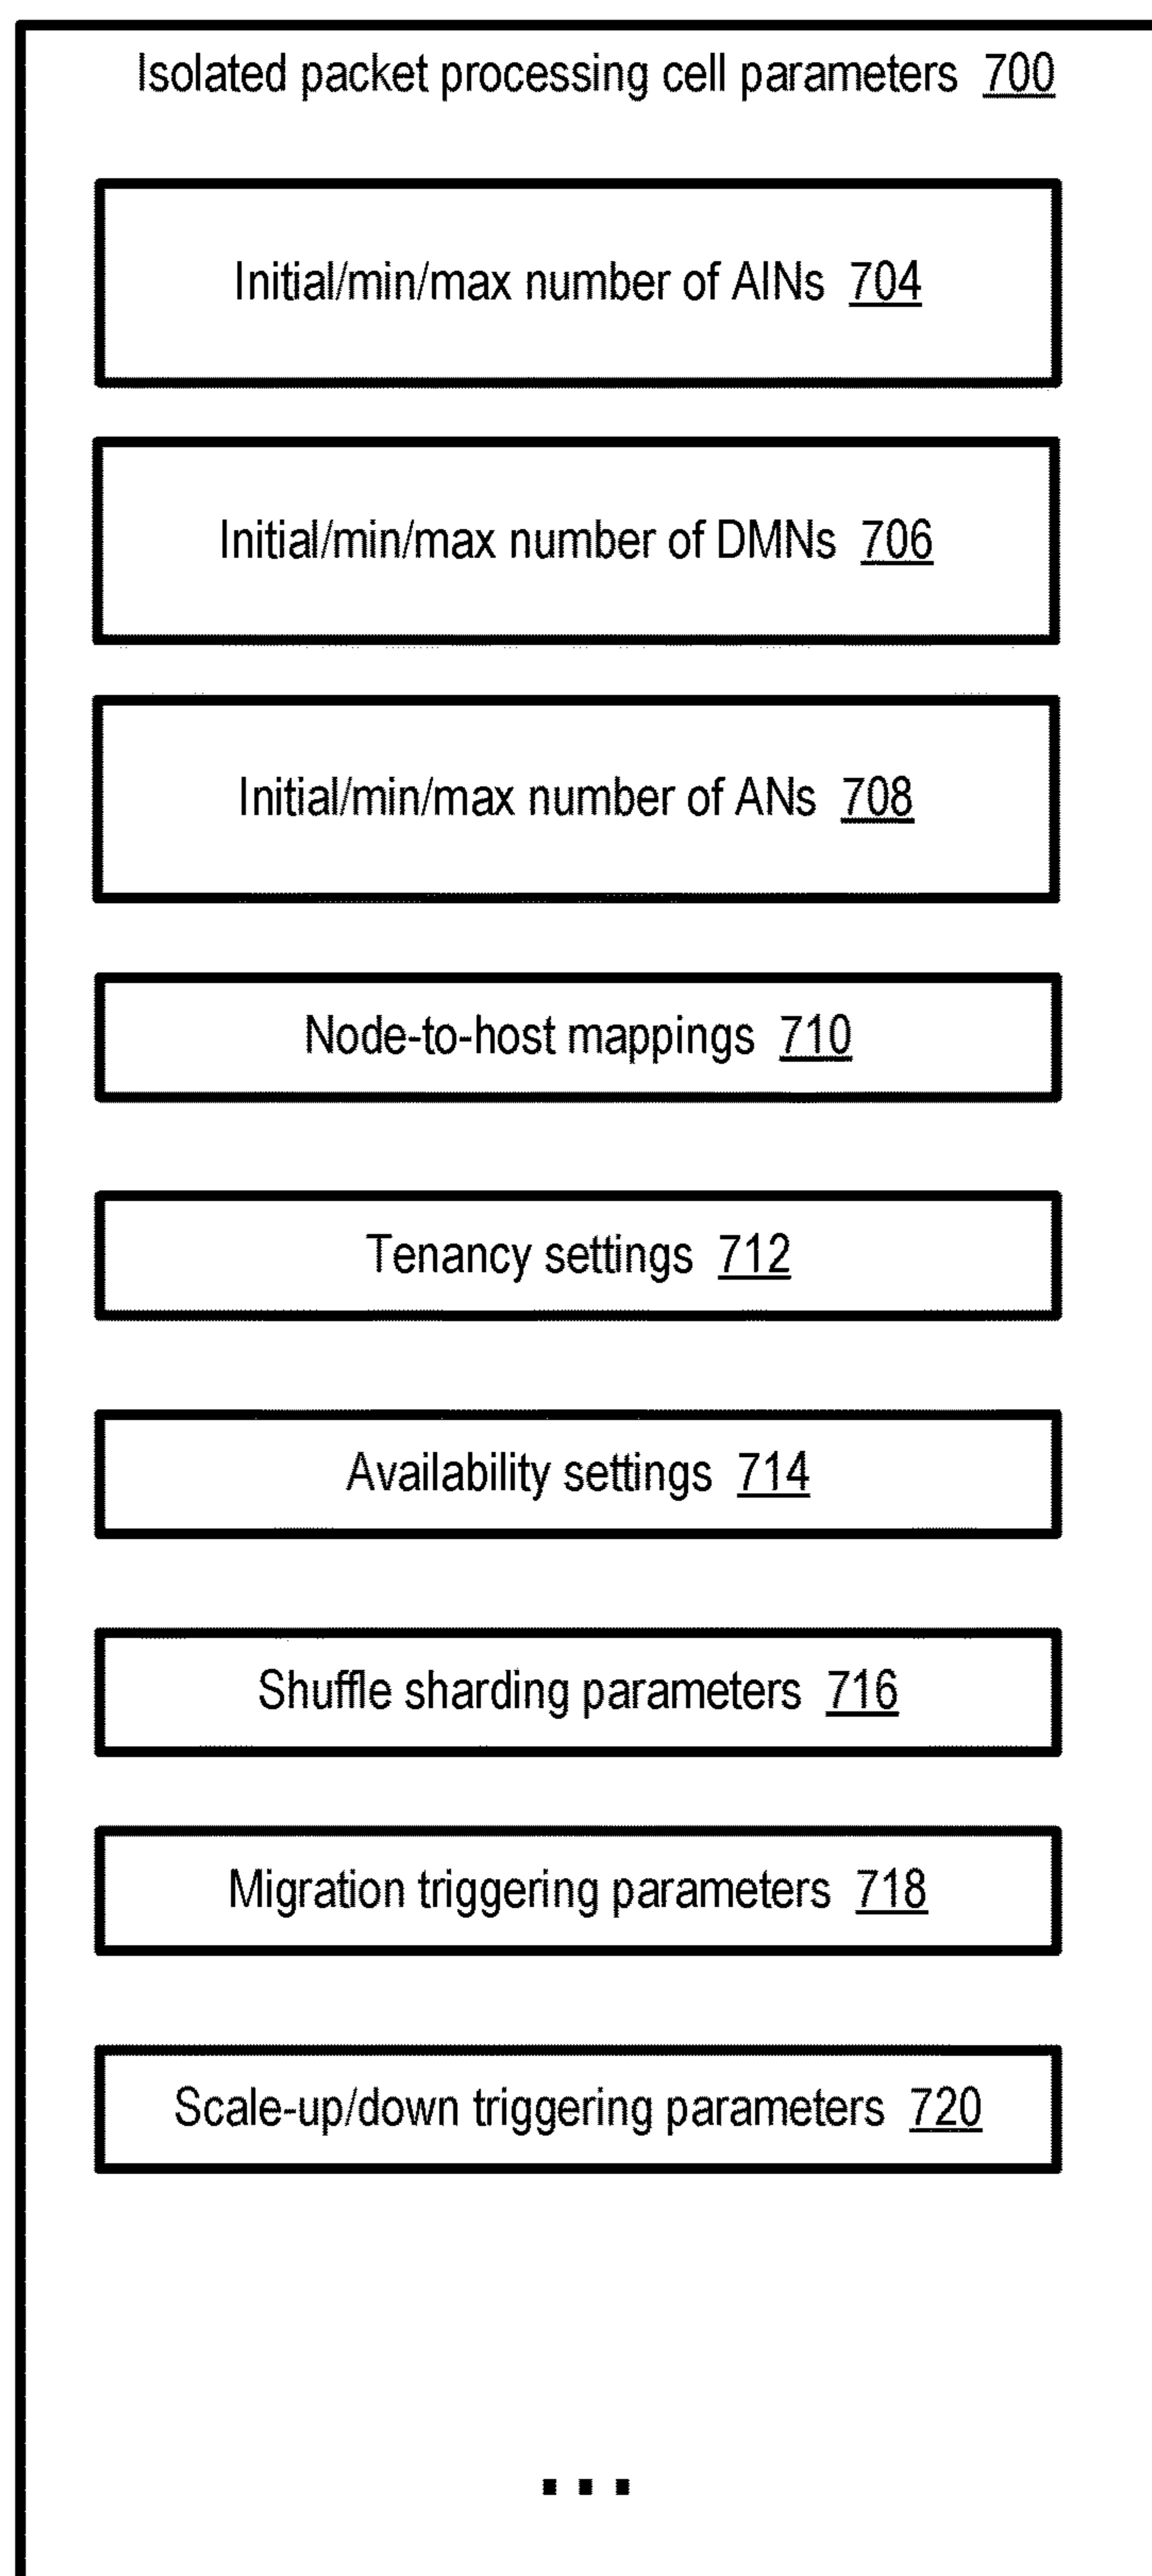 Isolated packet processing cell parameters 700
Initial/min/max number of AINs 704
Initial/min/max number of DMNs 706
Initial/min/max number of ANs 708
Node-to-host mappings 710
Tenancy settings 712
Availability settings 714
Shuffle sharding parameters 716
Migration triggering parameters 718
Scale-up/down triggering parameters 720
...